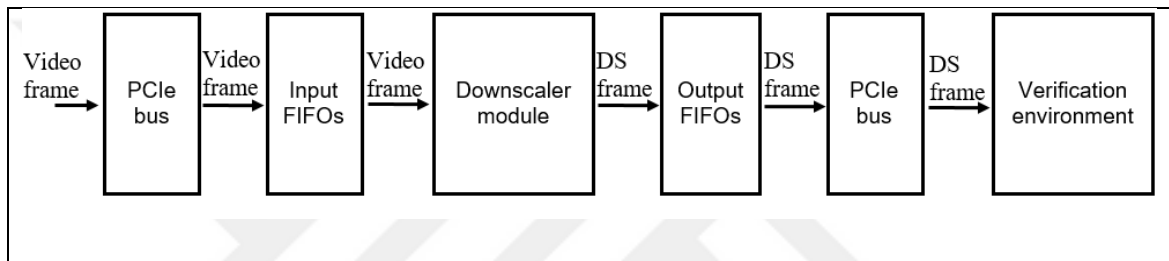 Video
frame
PCIe
bus
Video
frame
Input
FIFOs
Video
frame
Downscaler
module
DS
frame
Output
FIFOs
DS
frame
PCIe
bus
DS
frame
Verification
environment